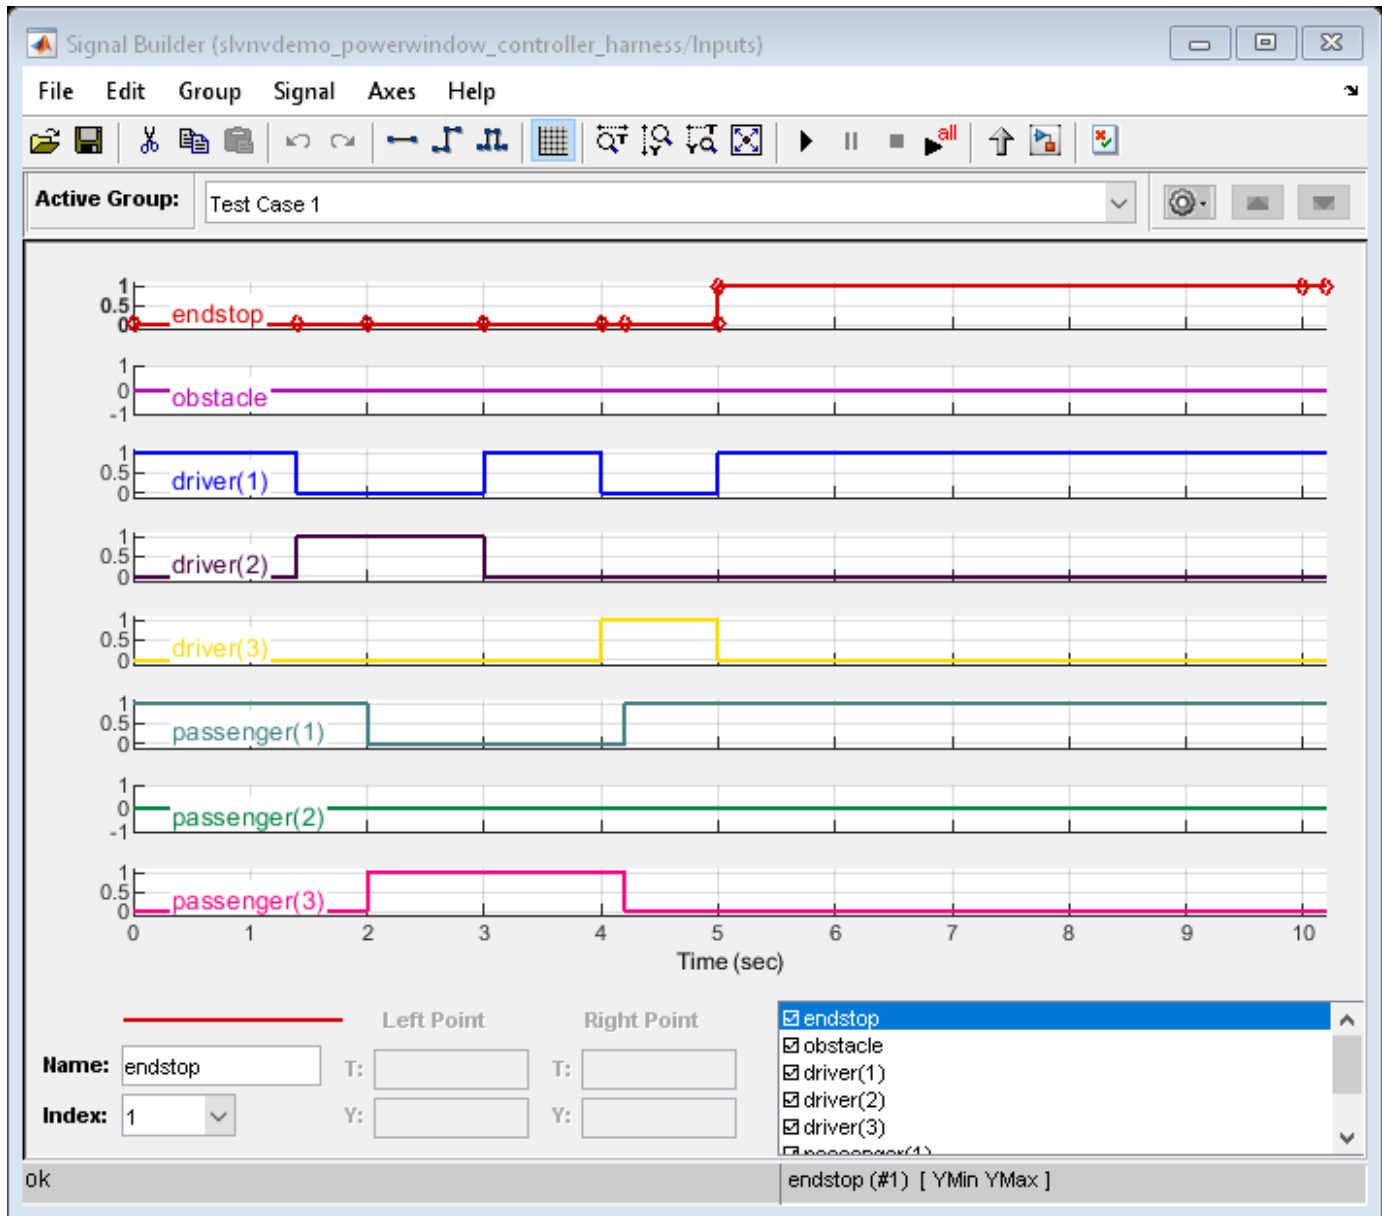 Signal Builder (slvnvdemo_powerwindow_controller_harness/Inputs)
File Edit Group Signal Axes Help
all
Active Group: Test Case 1
1
0.5
0
endstop
1
0
-1
obstacle
1
0.5
0
driver(1)
1
0.5
0
driver(2)
1
0.5
0
driver(3)
1
0.5
0
passenger(1)
1
0
-1
passenger(2)
1
0.5
0
passenger(3)
0 1 2 3 4 5 6 7 8 9 10
Time (sec)
Left Point Right Point
Name: endstop T: T:
Index: 1 Y: Y:
endstop
obstacle
driver(1)
driver(2)
driver(3)
passenger(1)
ok
endstop (#1) [ YMin YMax ]